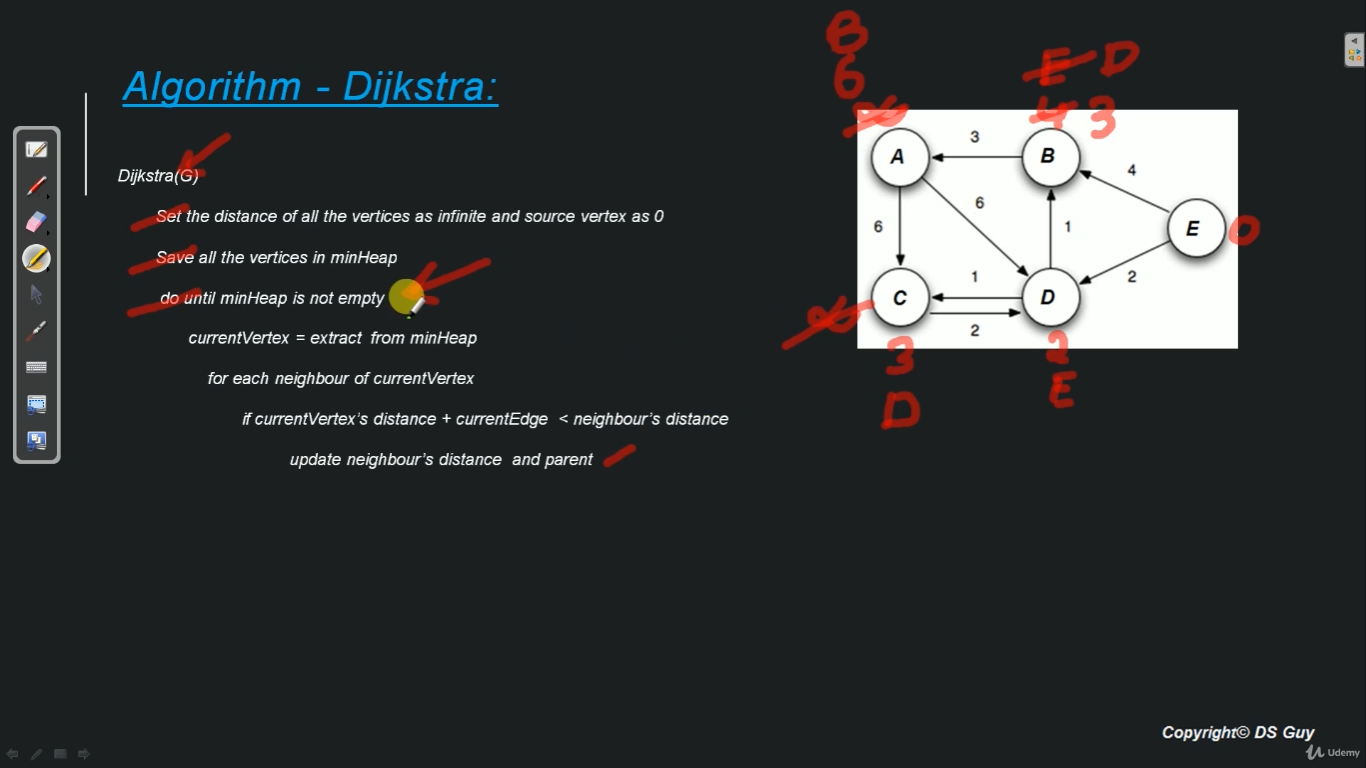 Algorithm - Dijkstra:
Dijkstra(G)
Set the distance of all the vertices as infinite and source vertex as 0
Save all the vertices in minHeap
do until minHeap is not empty
currentVertex = extract from minHeap
for each neighbour of currentVertex
if currentVertex's distance + currentEdge < neighbour's distance
update neighbour's distance and parent
B
6
∞
E D
4 3
A
3
B
4
6
6
1
E
0
2
C
1
2
D
∞
3
D
2
E
Copyright© DS Guy
Udemy